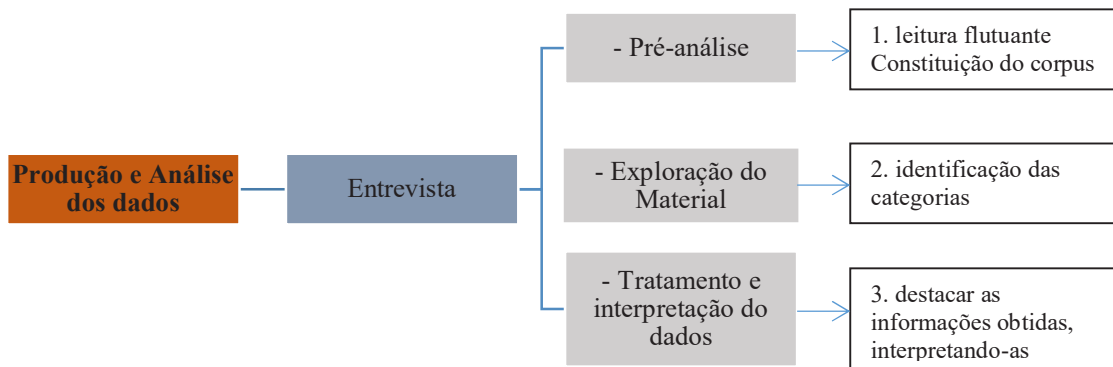 Produção e Análise
dos dados
Entrevista
- Pré-análise
1. leitura flutuante
Constituição do corpus
- Exploração do
Material
2. identificação das
categorias
- Tratamento e
interpretação do
dados
3. destacar as
informações obtidas,
interpretando-as